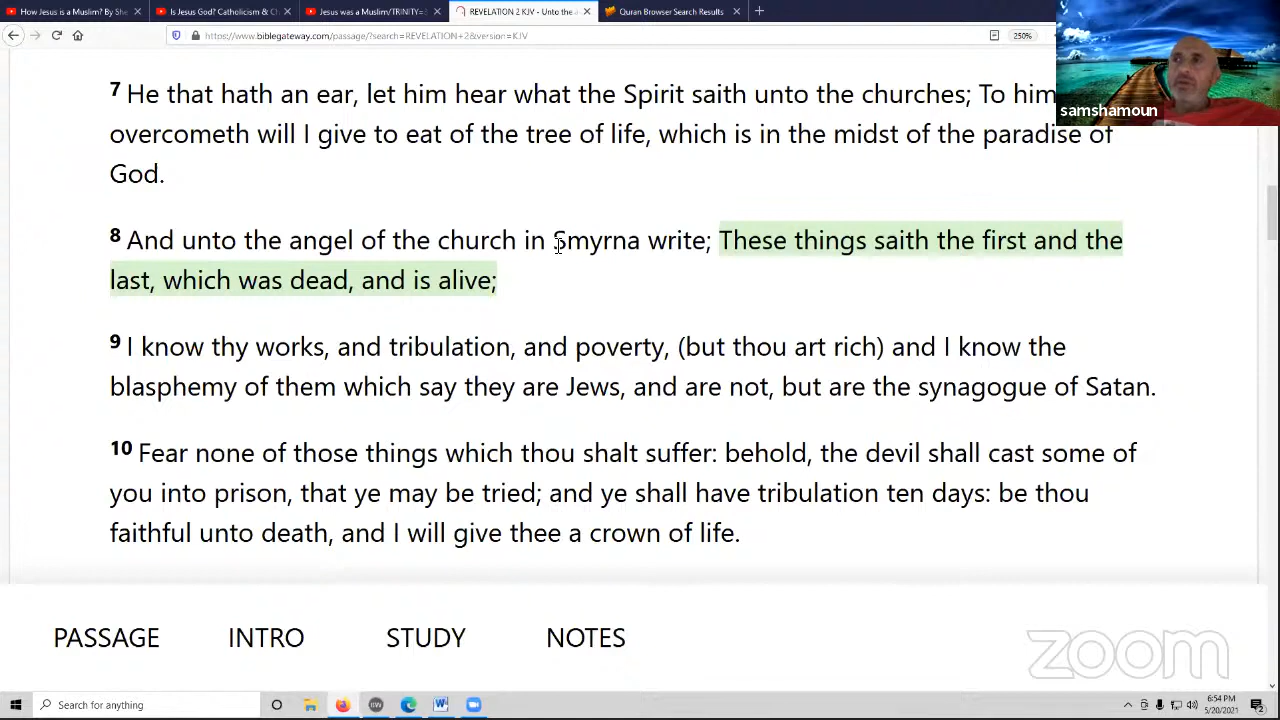 How Jesus is a Muslim? By She
Is Jesus God? Catholicism & Ch
Jesus was a Muslim/TRINITY=3
REVELATION 2 KJV - Unto the a
Quran Browser Search Results
https://www.biblegateway.com/passage/?search=REVELATION+2&version=KJV
250%
samshamoun
7 He that hath an ear, let him hear what the Spirit saith unto the churches; To him
overcometh will I give to eat of the tree of life, which is in the midst of the paradise of
God.
8 And unto the angel of the church in Smyrna write; These things saith the first and the
last, which was dead, and is alive;
9 I know thy works, and tribulation, and poverty, (but thou art rich) and I know the
blasphemy of them which say they are Jews, and are not, but are the synagogue of Satan.
10 Fear none of those things which thou shalt suffer: behold, the devil shall cast some of
you into prison, that ye may be tried; and ye shall have tribulation ten days: be thou
faithful unto death, and I will give thee a crown of life.
PASSAGE INTRO STUDY NOTES
zoom
Search for anything
6:54 PM
5/20/2021
2